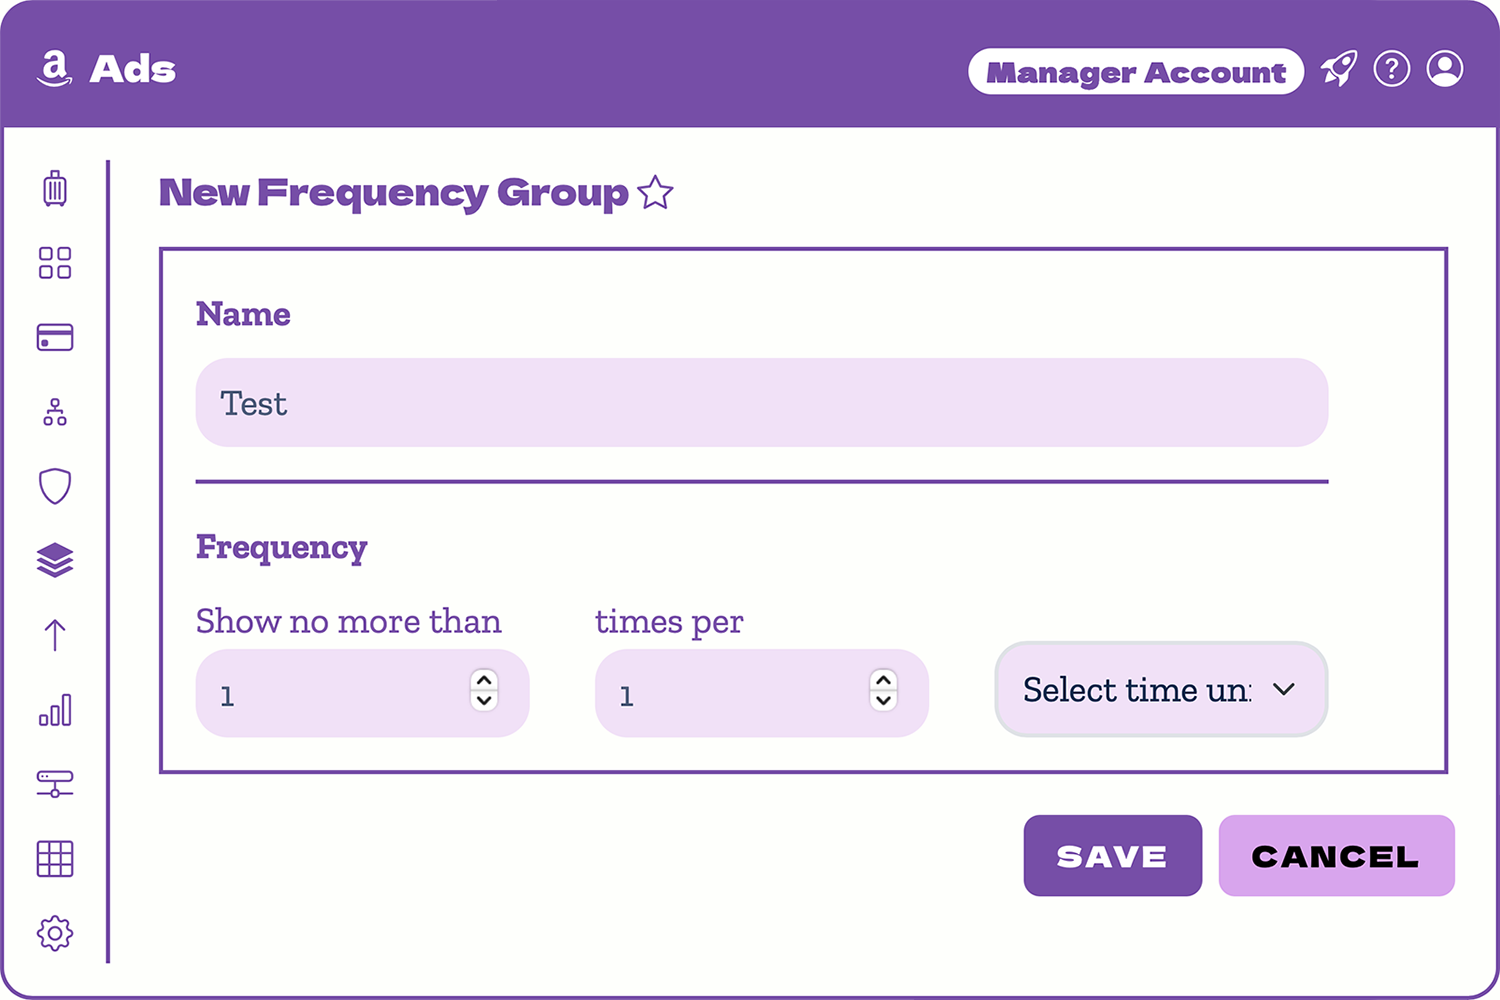 a Ads
Manager Account
?
New Frequency Group
Name
Test
Frequency
Show no more than
times per
1
1
Select time un
SAVE
CANCEL